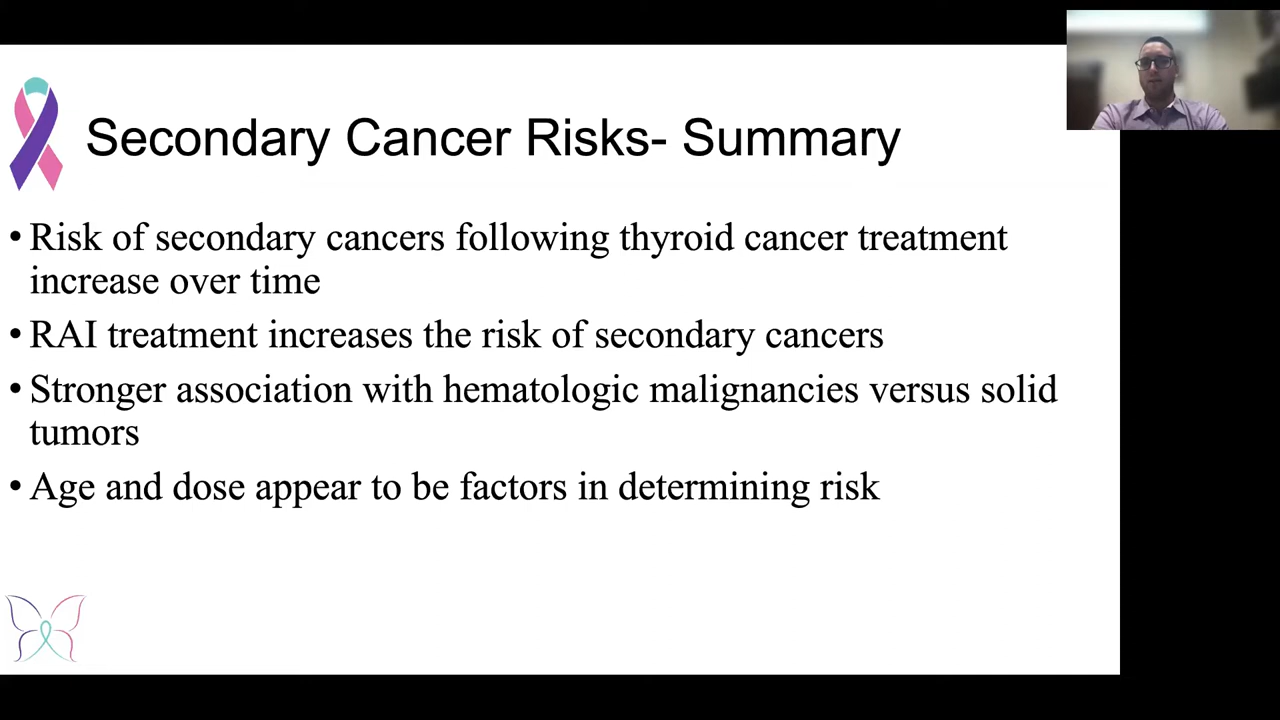 Secondary Cancer Risks- Summary
• Risk of secondary cancers following thyroid cancer treatment
increase over time
• RAI treatment increases the risk of secondary cancers
• Stronger association with hematologic malignancies versus solid
tumors
• Age and dose appear to be factors in determining risk